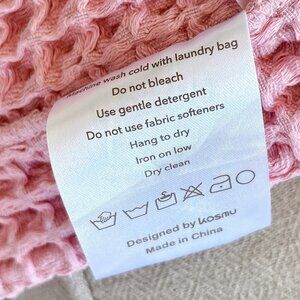 Machine wash cold with laundry bag
Do not bleach
Use gentle detergent
Do not use fabric softeners
Hang to dry
Iron on low
Dry clean
Designed by Kosmu
Made in China